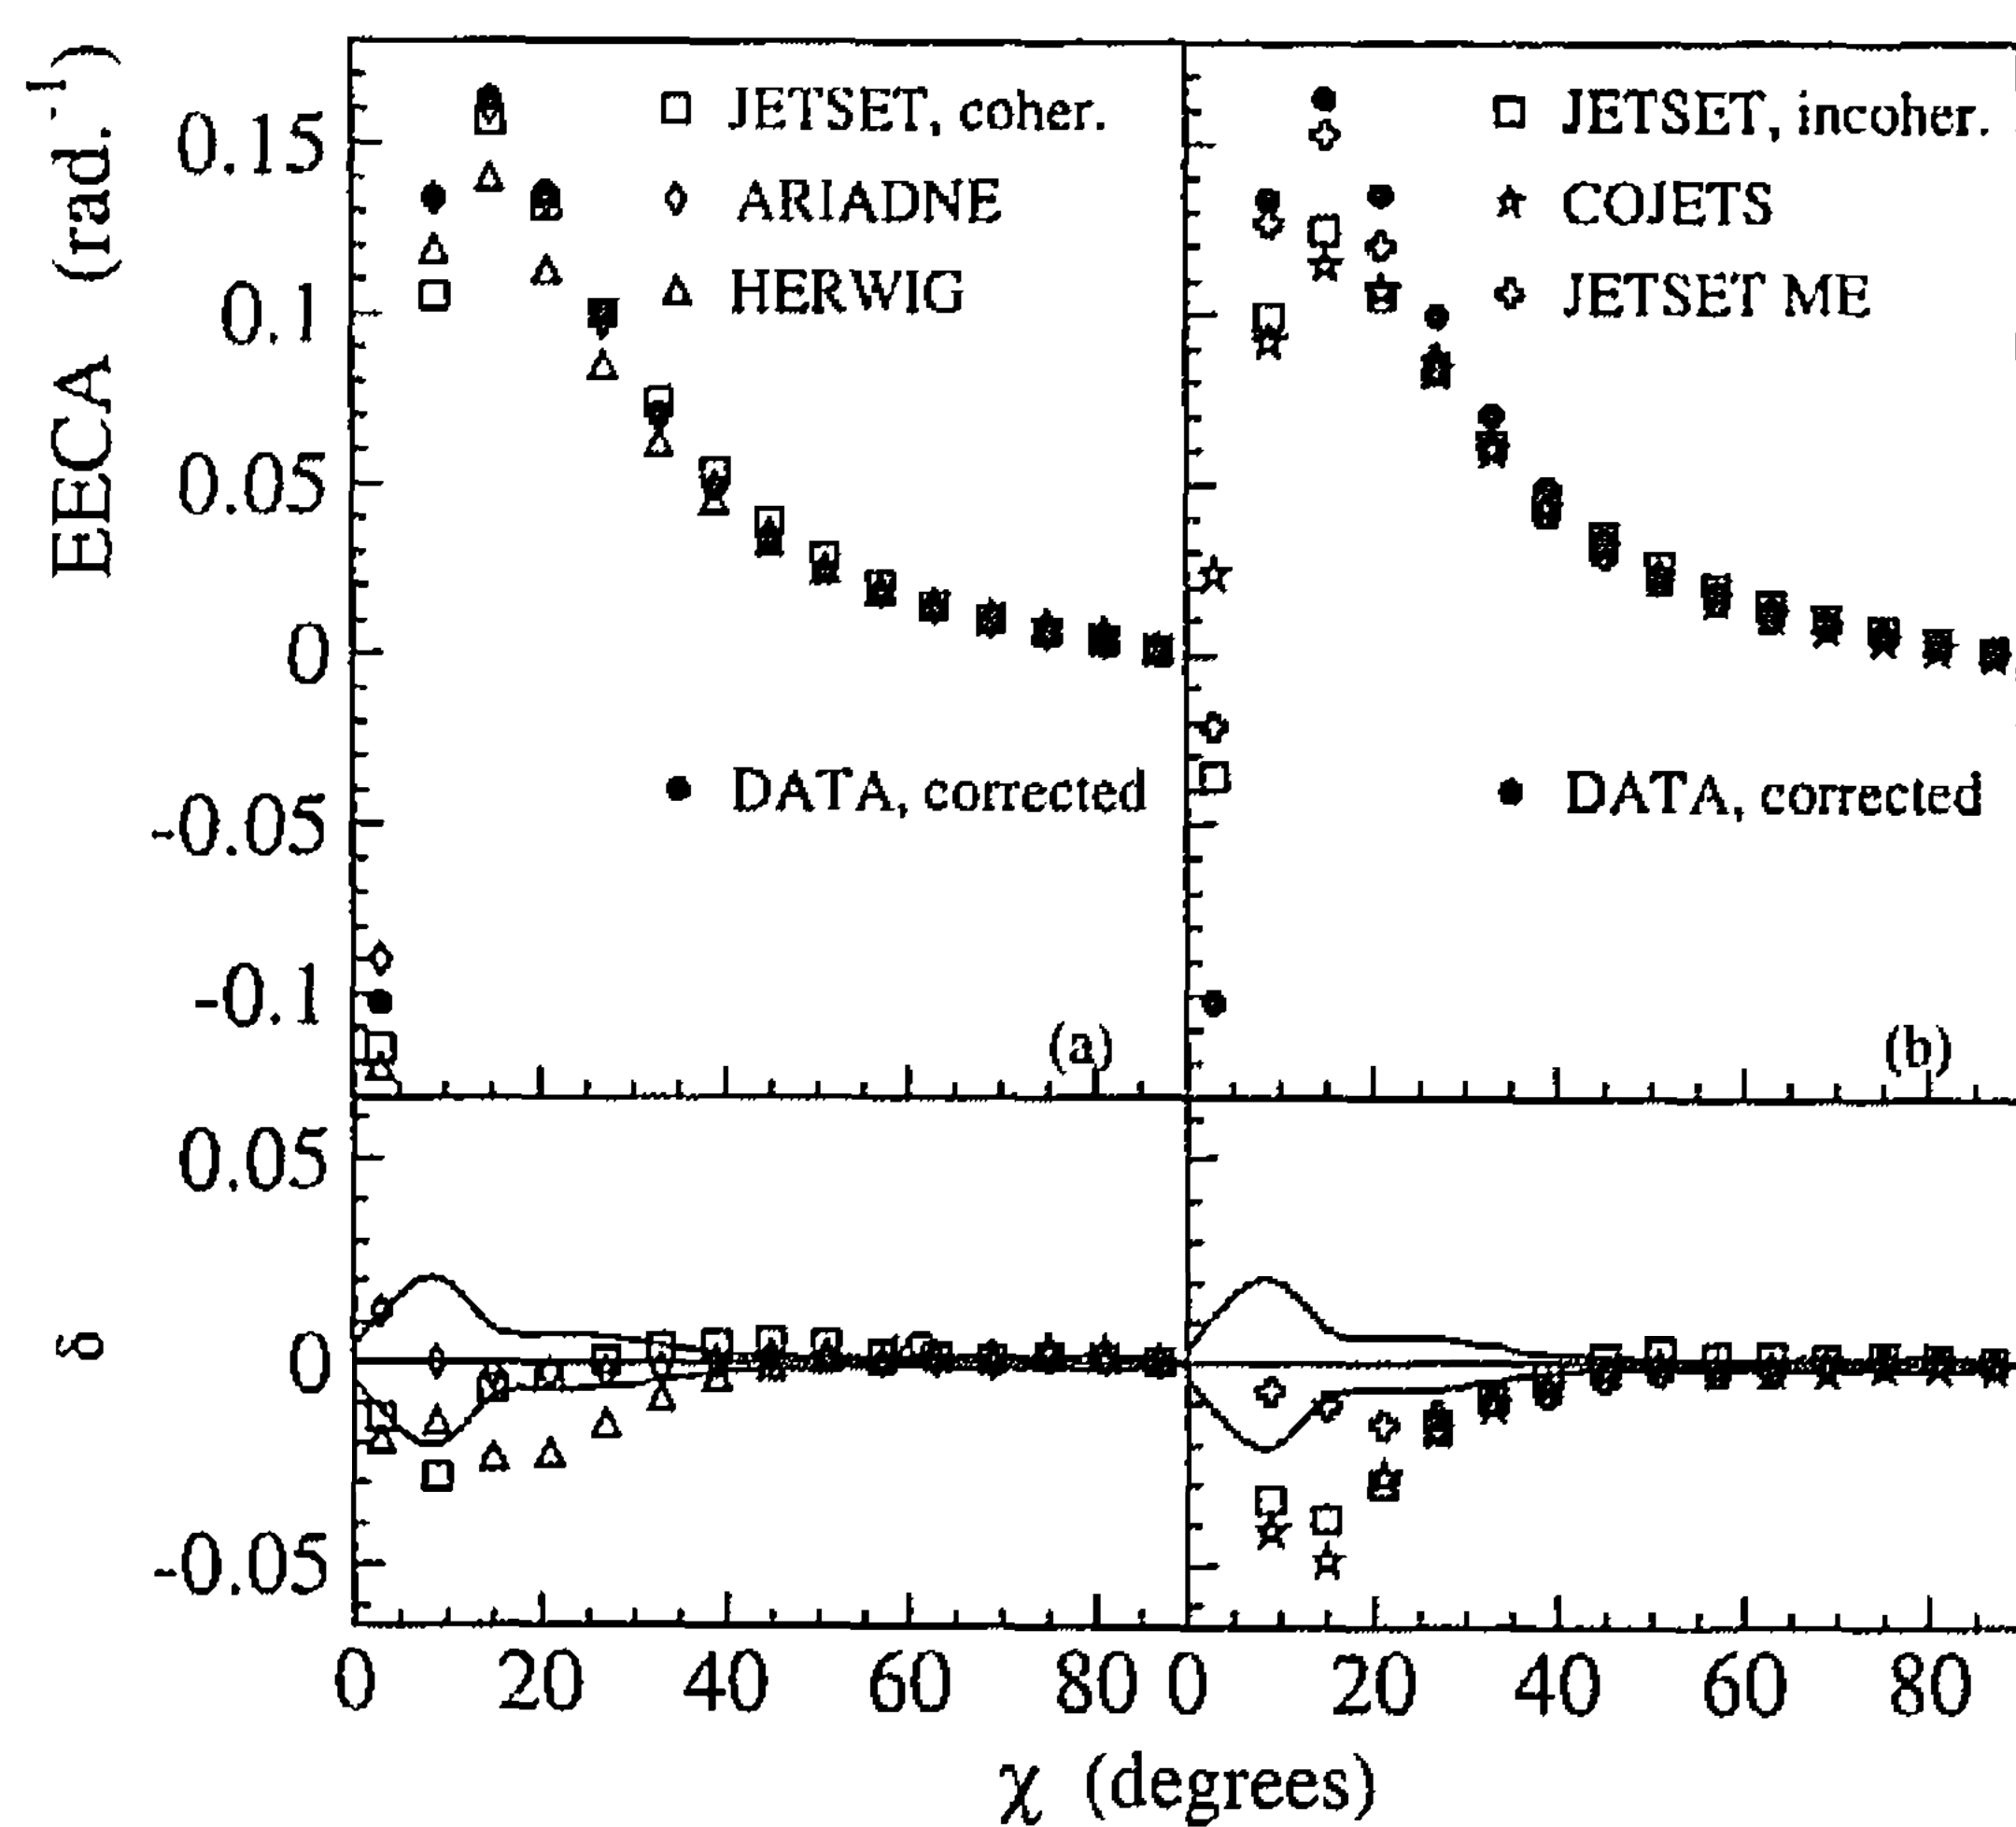 EECA (rad.⁻¹)
0.15
0.1
0.05
0
-0.05
-0.1
JETSET, coher.
ARIADNE
HERWIG
DATA, corrected
(a)
JETSET, incoher.
COJETS
JETSET ME
DATA, corrected
(b)
δ
0.05
0
-0.05
0 20 40 60 80 0 20 40 60 80
χ (degrees)